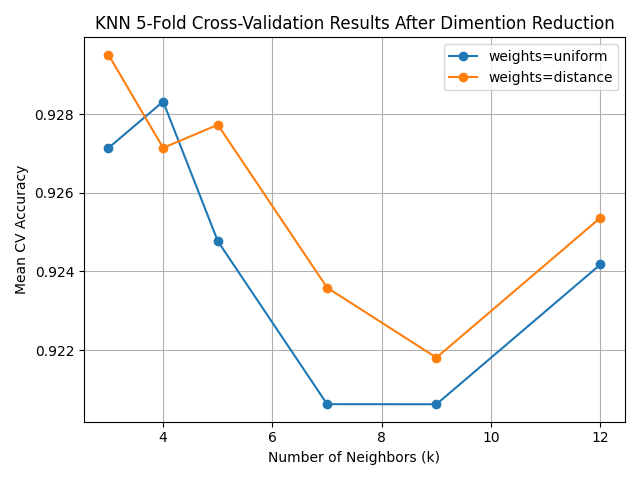 KNN 5-Fold Cross-Validation Results After Dimention Reduction
weights=uniform
weights=distance
Mean CV Accuracy
0.928
0.926
0.924
0.922
4 6 8 10 12
Number of Neighbors (k)